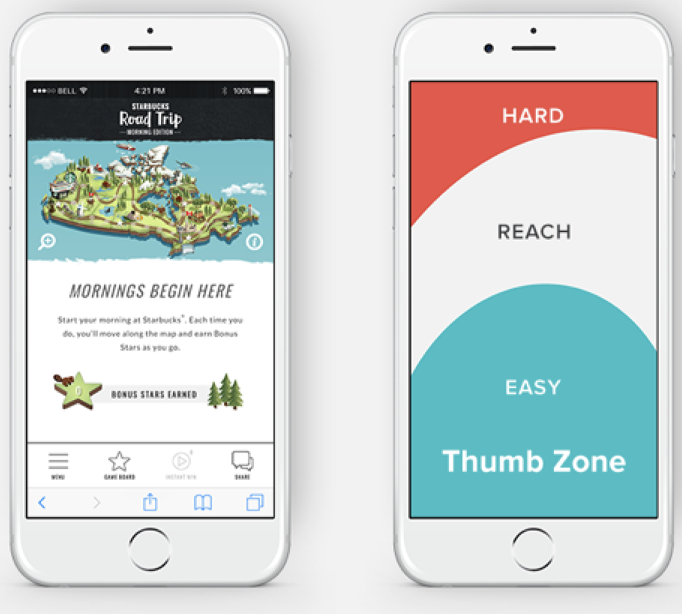 BELL
4:21 PM
100%
STARBUCKS
Road Trip
MORNING EDITION
MORNINGS BEGIN HERE
Start your morning at Starbucks®. Each time you
do, you'll move along the map and earn Bonus
Stars as you go.
0
BONUS STARS EARNED
MENU
GAME BOARD
INSTANT WIN
SHARE
HARD
REACH
EASY
Thumb Zone